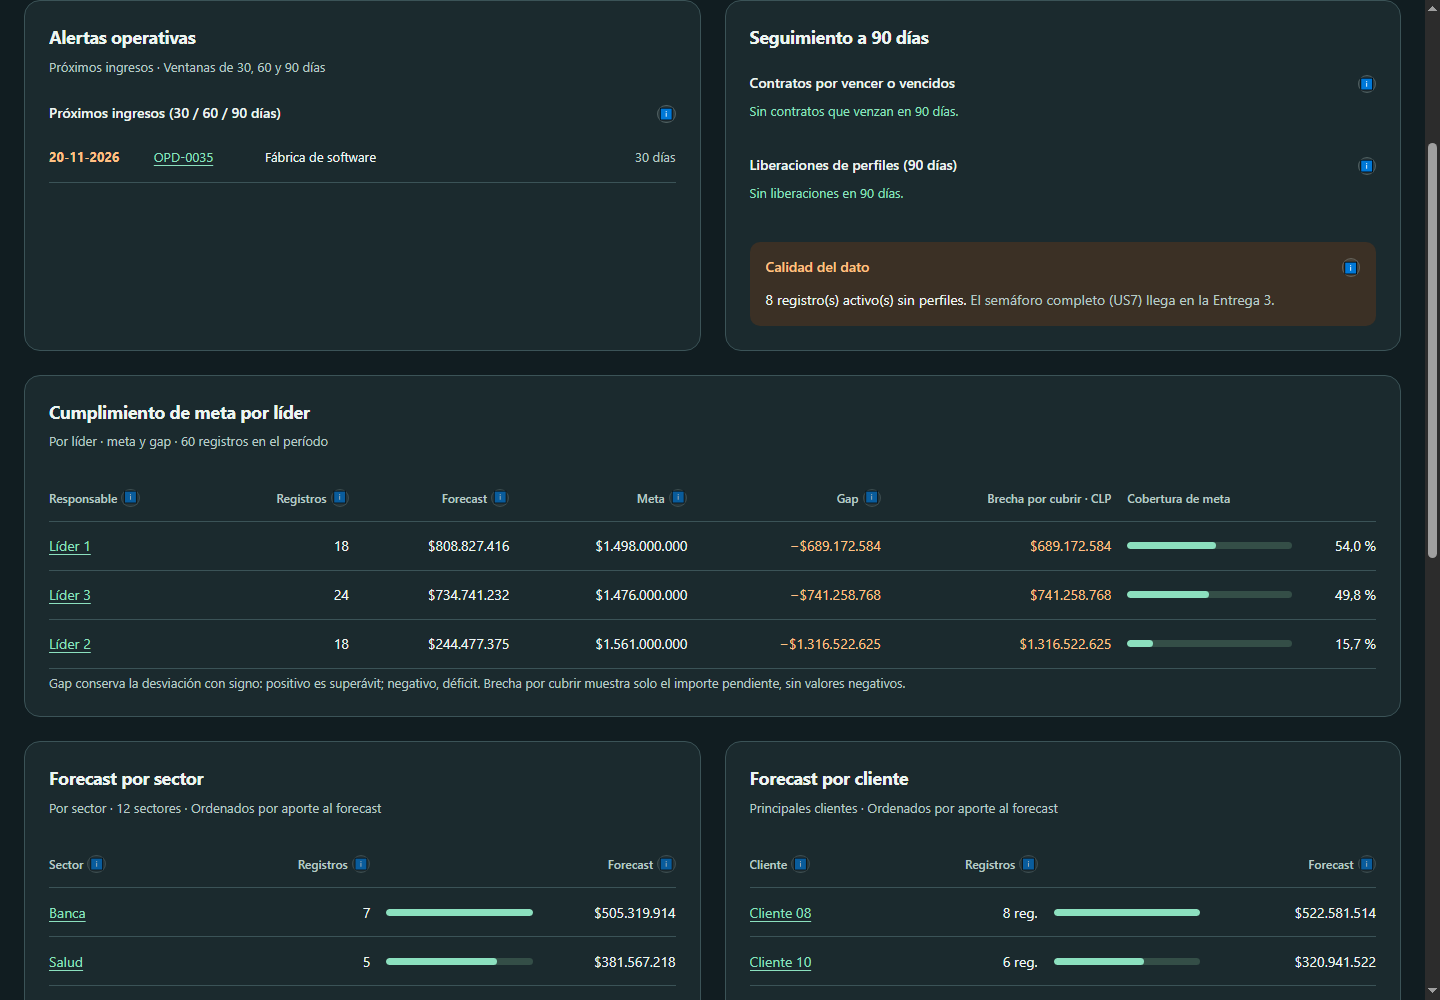 Alertas operativas
Próximos ingresos · Ventanas de 30, 60 y 90 días
Próximos ingresos (30 / 60 / 90 días)
20-11-2026 OPD-0035 Fábrica de software 30 días
Seguimiento a 90 días
Contratos por vencer o vencidos
Sin contratos que venzan en 90 días.
Liberaciones de perfiles (90 días)
Sin liberaciones en 90 días.
Calidad del dato
8 registro(s) activo(s) sin perfiles. El semáforo completo (US7) llega en la Entrega 3.
Cumplimiento de meta por líder
Por líder · meta y gap · 60 registros en el período
Responsable Registros Forecast Meta Gap Brecha por cubrir · CLP Cobertura de meta
Líder 1 18 $808.827.416 $1.498.000.000 −$689.172.584 $689.172.584 54,0 %
Líder 3 24 $734.741.232 $1.476.000.000 −$741.258.768 $741.258.768 49,8 %
Líder 2 18 $244.477.375 $1.561.000.000 −$1.316.522.625 $1.316.522.625 15,7 %
Gap conserva la desviación con signo: positivo es superávit; negativo, déficit. Brecha por cubrir muestra solo el importe pendiente, sin valores negativos.
Forecast por sector
Por sector · 12 sectores · Ordenados por aporte al forecast
Sector Registros Forecast
Banca 7 $505.319.914
Salud 5 $381.567.218
Forecast por cliente
Principales clientes · Ordenados por aporte al forecast
Cliente Registros Forecast
Cliente 08 8 reg. $522.581.514
Cliente 10 6 reg. $320.941.522